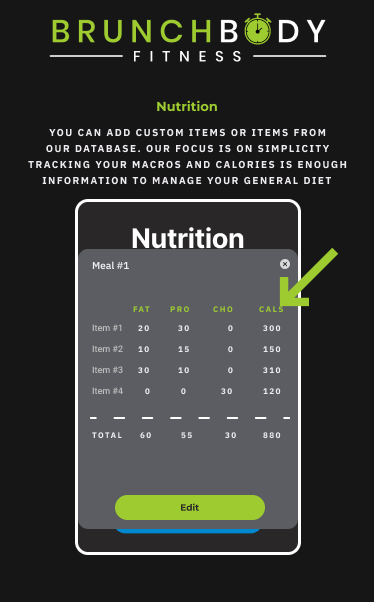 BRUNCHBODY
FITNESS
Nutrition
YOU CAN ADD CUSTOM ITEMS OR ITEMS FROM
OUR DATABASE. OUR FOCUS IS ON SIMPLICITY
TRACKING YOUR MACROS AND CALORIES IS ENOUGH
INFORMATION TO MANAGE YOUR GENERAL DIET
Nutrition
Meal #1
FAT PRO CHO CALS
Item #1 20 30 0 300
Item #2 10 15 0 150
Item #3 30 10 0 310
Item #4 0 0 30 120
TOTAL 60 55 30 880
Edit